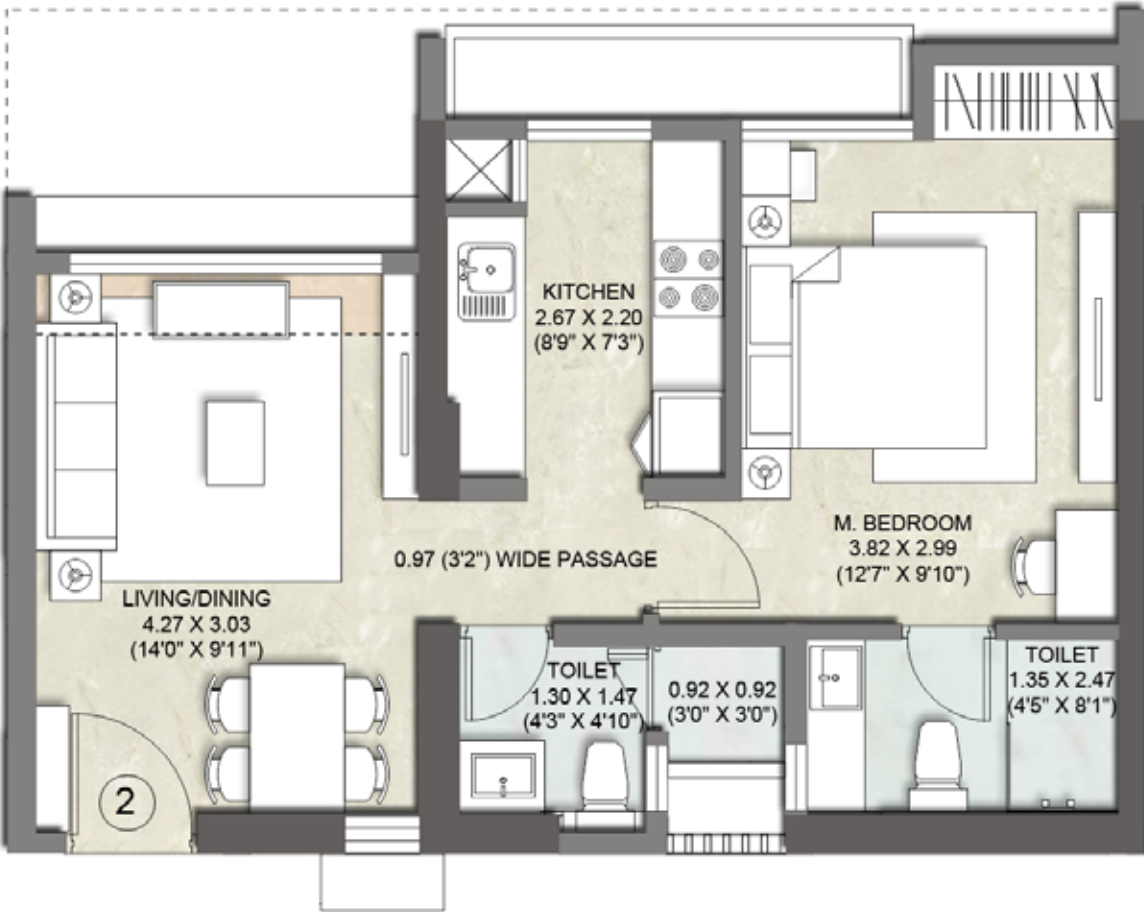 KITCHEN
2.67 X 2.20
(8'9" X 7'3")
M. BEDROOM
3.82 X 2.99
(12'7" X 9'10")
0.97 (3'2") WIDE PASSAGE
LIVING/DINING
4.27 X 3.03
(14'0" X 9'11")
TOILET
1.30 X 1.47
(4'3" X 4'10")
0.92 X 0.92
(3'0" X 3'0")
TOILET
1.35 X 2.47
(4'5" X 8'1")
2